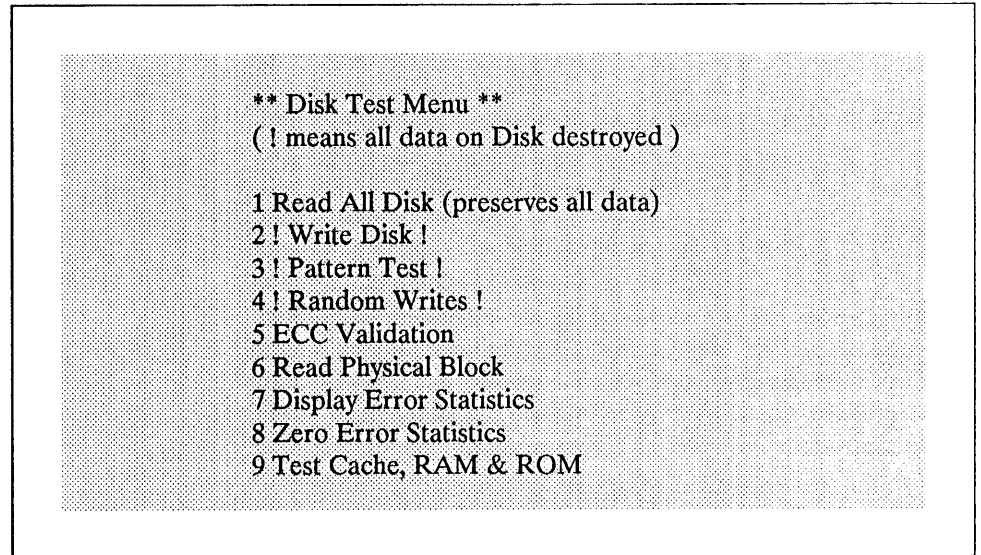 ** Disk Test Menu **
( ! means all data on Disk destroyed )
1 Read All Disk (preserves all data)
2 ! Write Disk !
3 ! Pattern Test !
4 ! Random Writes !
5 ECC Validation
6 Read Physical Block
7 Display Error Statistics
8 Zero Error Statistics
9 Test Cache, RAM & ROM